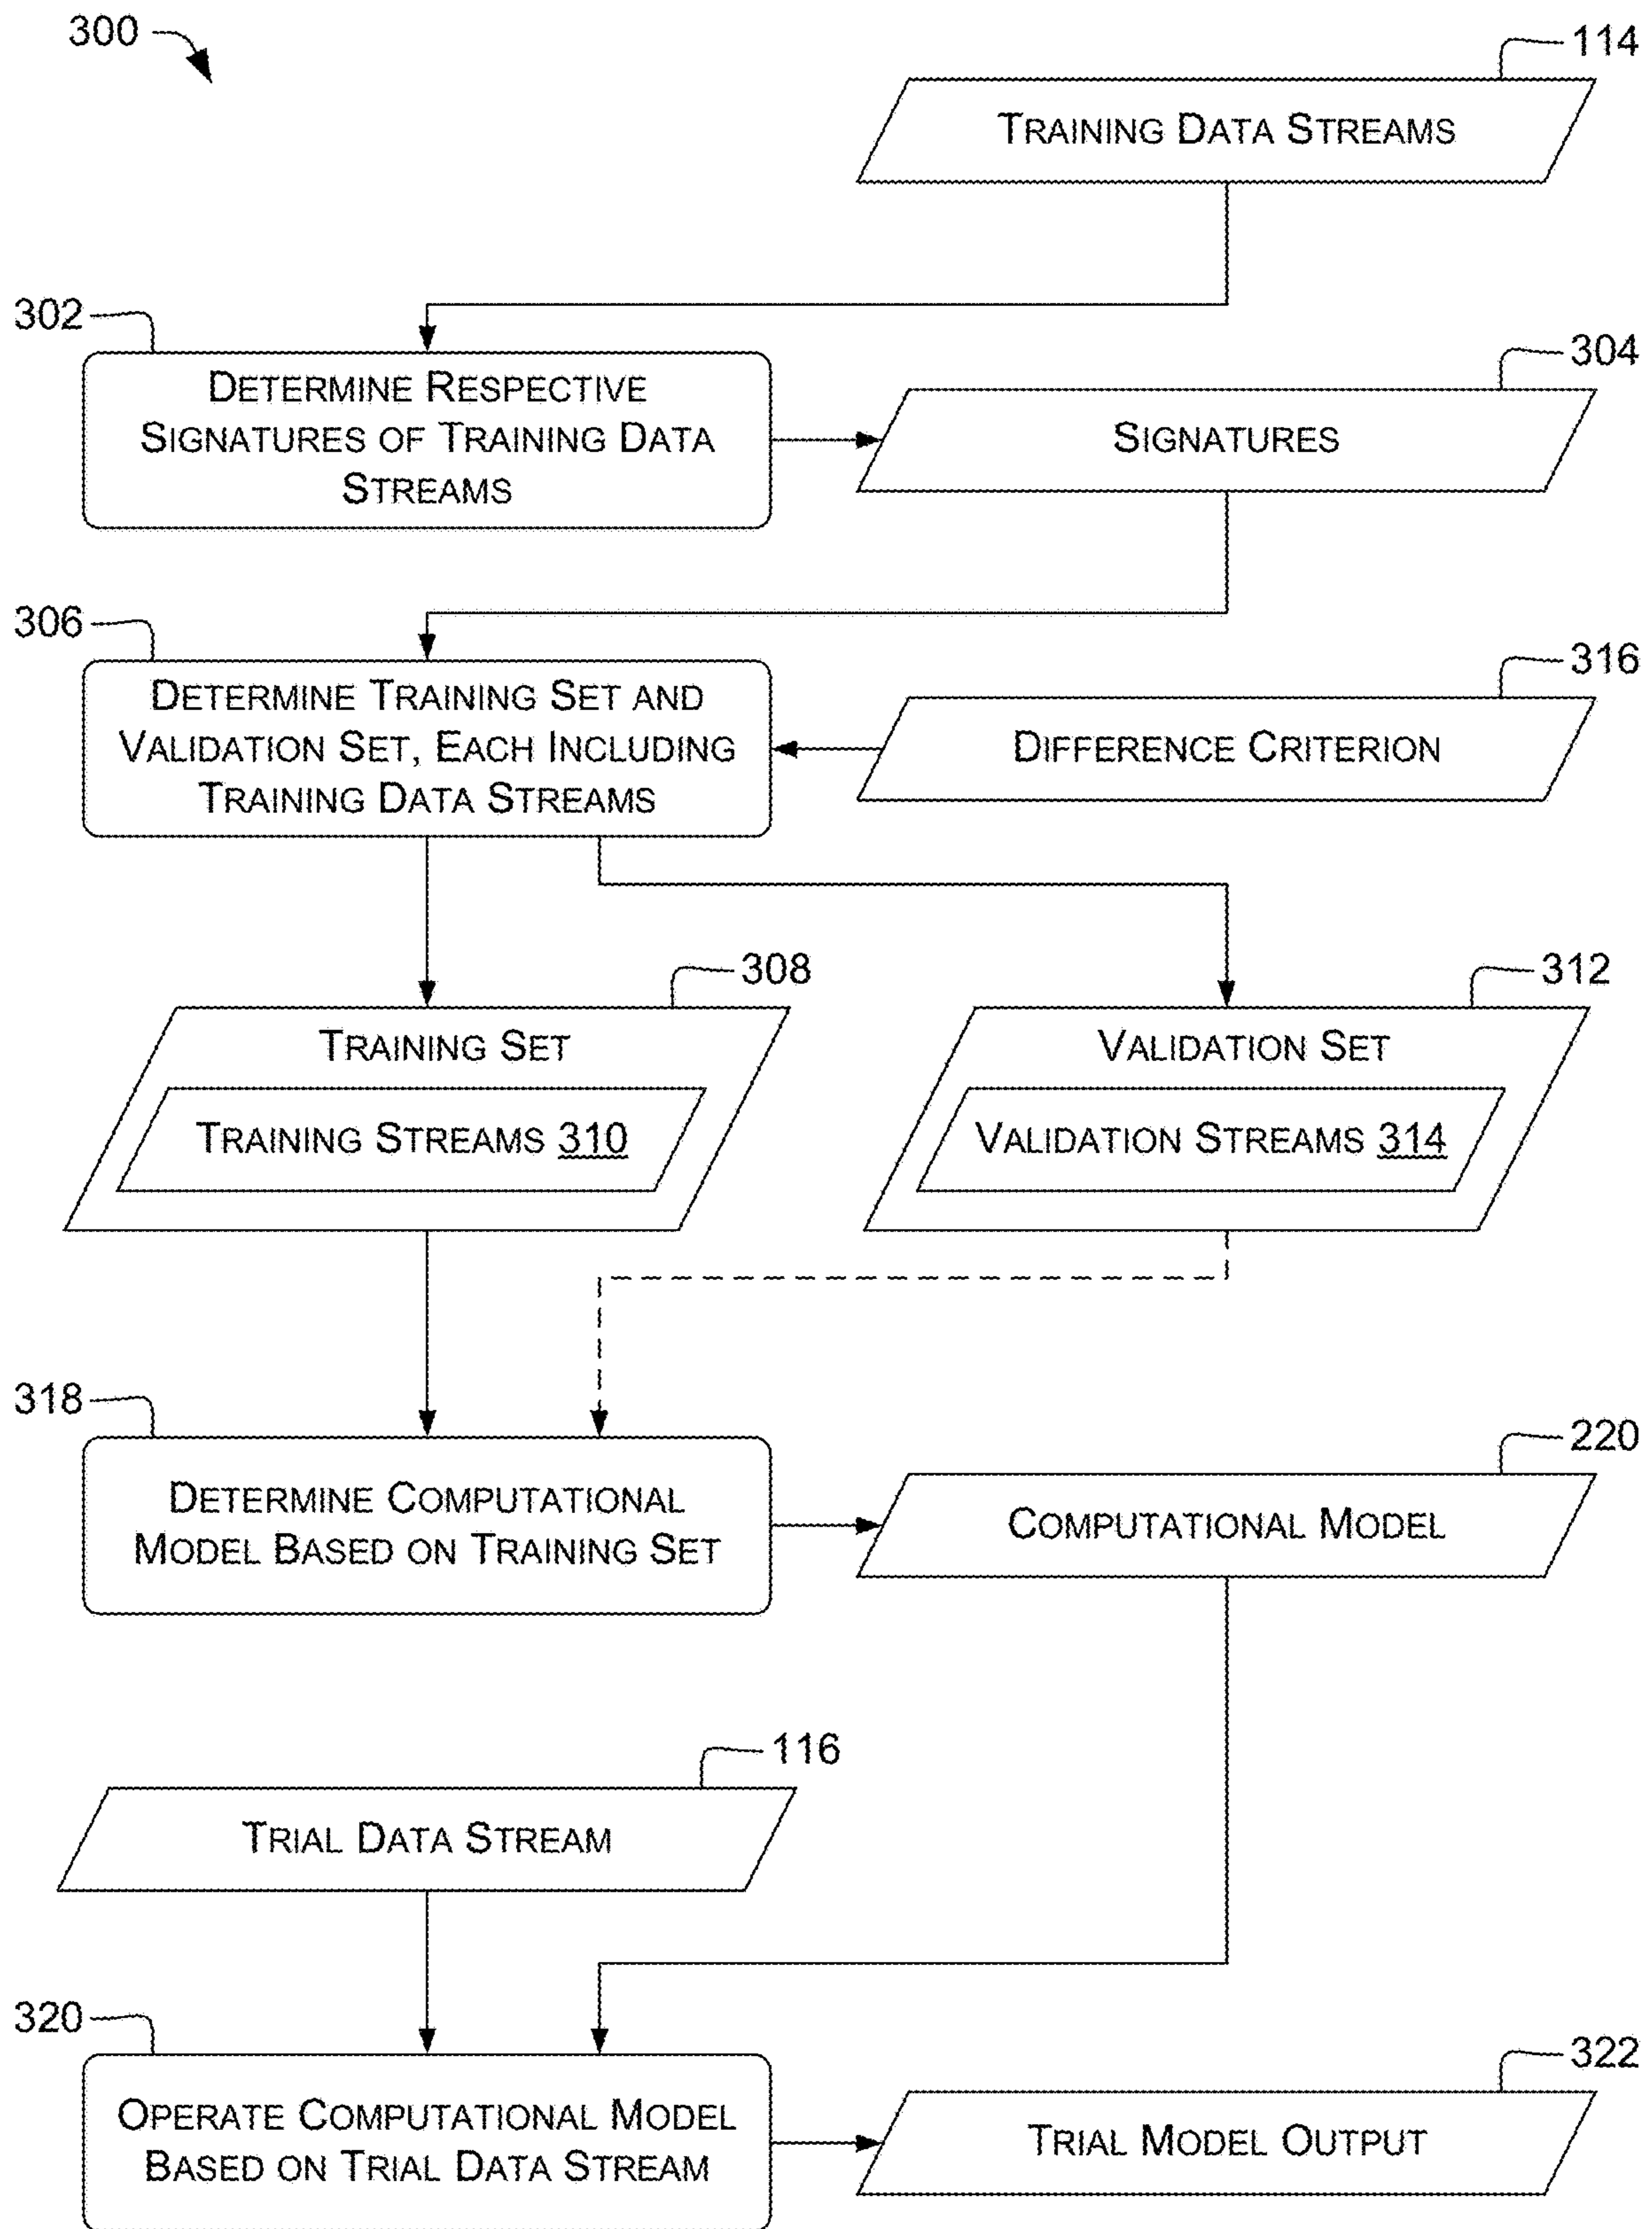 300
114
TRAINING DATA STREAMS
302
DETERMINE RESPECTIVE
SIGNATURES OF TRAINING DATA
STREAMS
304
SIGNATURES
306
DETERMINE TRAINING SET AND
VALIDATION SET, EACH INCLUDING
TRAINING DATA STREAMS
316
DIFFERENCE CRITERION
308
TRAINING SET
TRAINING STREAMS 310
312
VALIDATION SET
VALIDATION STREAMS 314
318
DETERMINE COMPUTATIONAL
MODEL BASED ON TRAINING SET
220
COMPUTATIONAL MODEL
116
TRIAL DATA STREAM
320
OPERATE COMPUTATIONAL MODEL
BASED ON TRIAL DATA STREAM
322
TRIAL MODEL OUTPUT